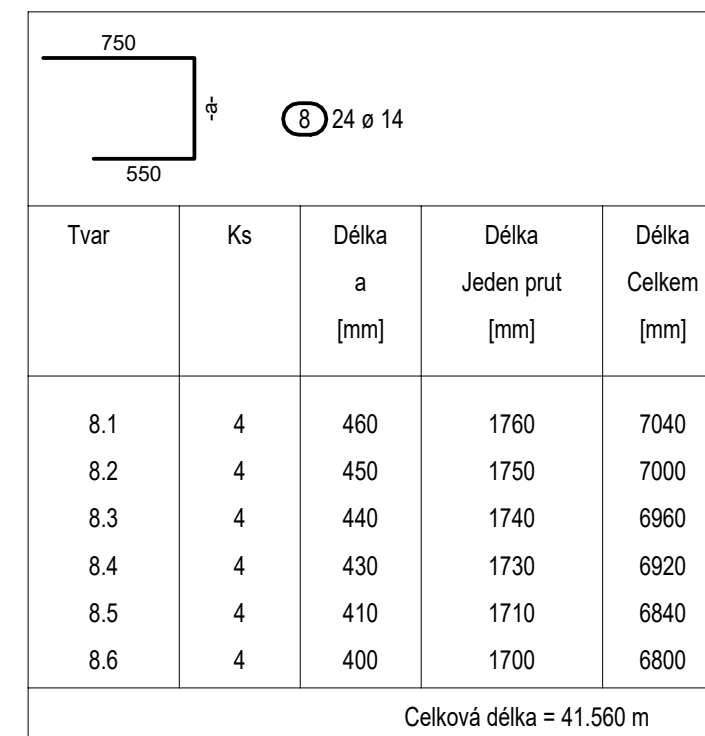 750
-a-
8 24 ø 14
550
Tvar Ks Délka Délka Délka
a Jeden prut Celkem
[mm] [mm] [mm]
8.1 4 460 1760 7040
8.2 4 450 1750 7000
8.3 4 440 1740 6960
8.4 4 430 1730 6920
8.5 4 410 1710 6840
8.6 4 400 1700 6800
Celková délka = 41.560 m